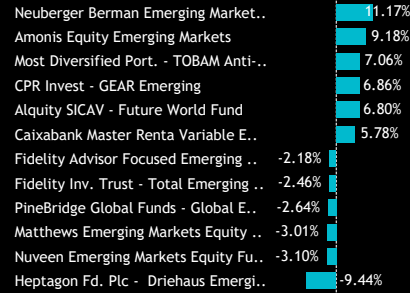 Neuberger Berman Emerging Market.. 11.17%
Amonis Equity Emerging Markets 9.18%
Most Diversified Port. - TOBAM Anti-.. 7.06%
CPR Invest - GEAR Emerging 6.86%
Alquity SICAV - Future World Fund 6.80%
Caixabank Master Renta Variable E.. 5.78%
Fidelity Advisor Focused Emerging .. -2.18%
Fidelity Inv. Trust - Total Emerging .. -2.46%
PineBridge Global Funds - Global E.. -2.64%
Matthews Emerging Markets Equity .. -3.01%
Nuveen Emerging Markets Equity Fu.. -3.10%
Heptagon Fd. Plc - Driehaus Emergi.. -9.44%